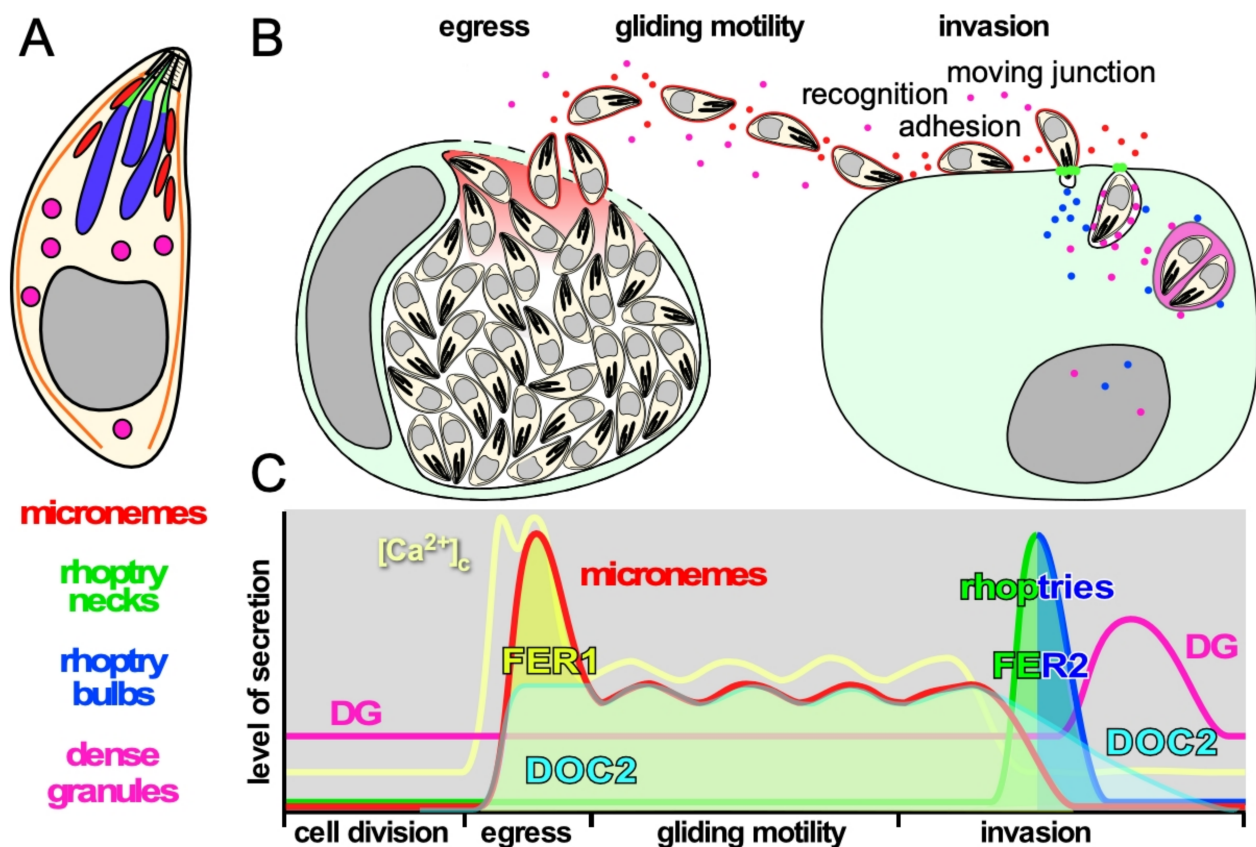 A
micronemes
rhoptry
necks
rhoptry
bulbs
dense
granules
B
egress gliding motility invasion
moving junction
recognition
adhesion
C
level of secretion
[Ca²⁺]c
micronemes
rhoptries
FER1
FER2
DG
DG
DOC2
DOC2
cell division egress gliding motility invasion